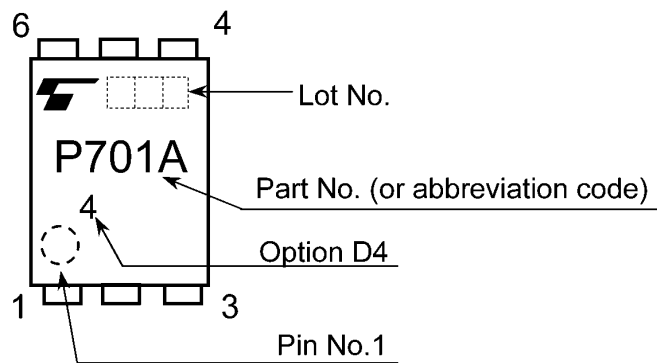 6 4
Lot No.
P701A
Part No. (or abbreviation code)
4
Option D4
1 3
Pin No.1